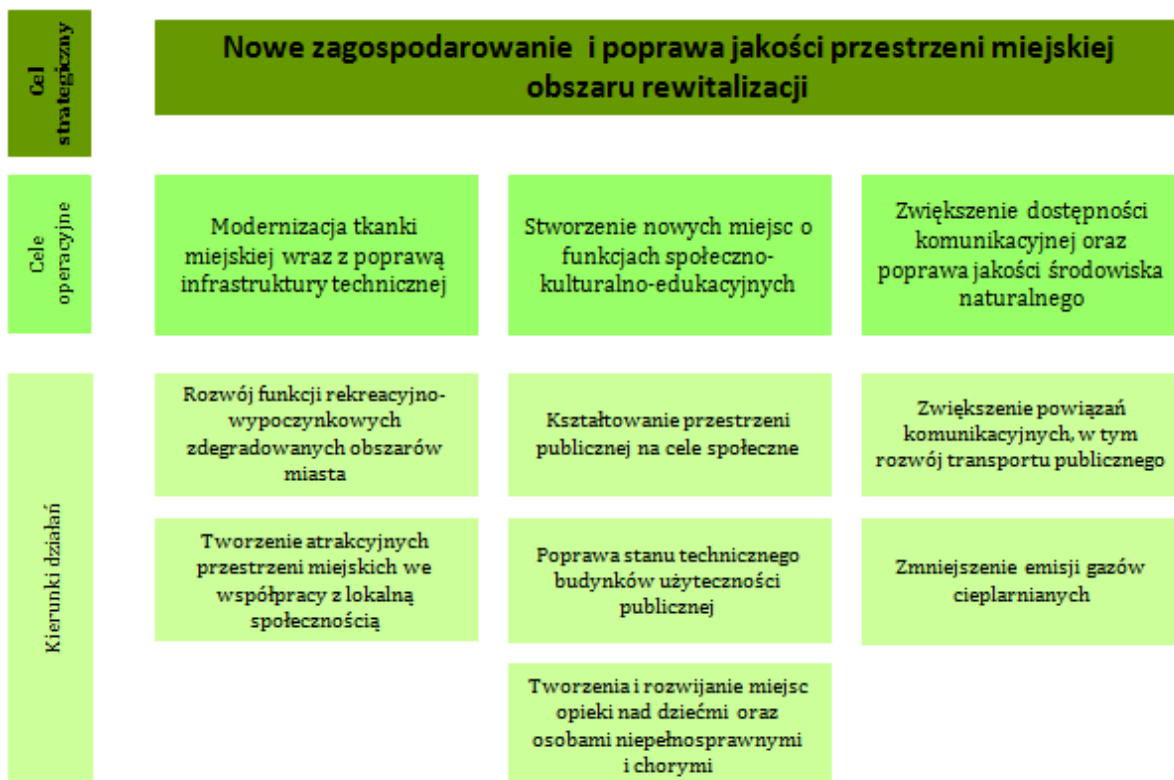 Cel
strategiczny
Nowe zagospodarowanie i poprawa jakości przestrzeni miejskiej
obszaru rewitalizacji
Cele
operacyjne
Modernizacja tkanki
miejskiej wraz z poprawą
infrastruktury technicznej
Stworzenie nowych miejsc o
funkcjach społeczno-
kulturalno-edukacyjnych
Zwiększenie dostępności
komunikacyjnej oraz
poprawa jakości środowiska
naturalnego
Kierunki działań
Rozwój funkcji rekreacyjno-
wypoczynkowych
zdegradowanych obszarów
miasta
Kształtowanie przestrzeni
publicznej na cele społeczne
Zwiększenie powiązań
komunikacyjnych, w tym
rozwój transportu publicznego
Tworzenie atrakcyjnych
przestrzeni miejskich we
współpracy z lokalną
społecznością
Poprawa stanu technicznego
budynków użyteczności
publicznej
Zmniejszenie emisji gazów
cieplarnianych
Tworzenia i rozwijanie miejsc
opieki nad dziećmi oraz
osobami niepełnosprawnymi
i chorymi